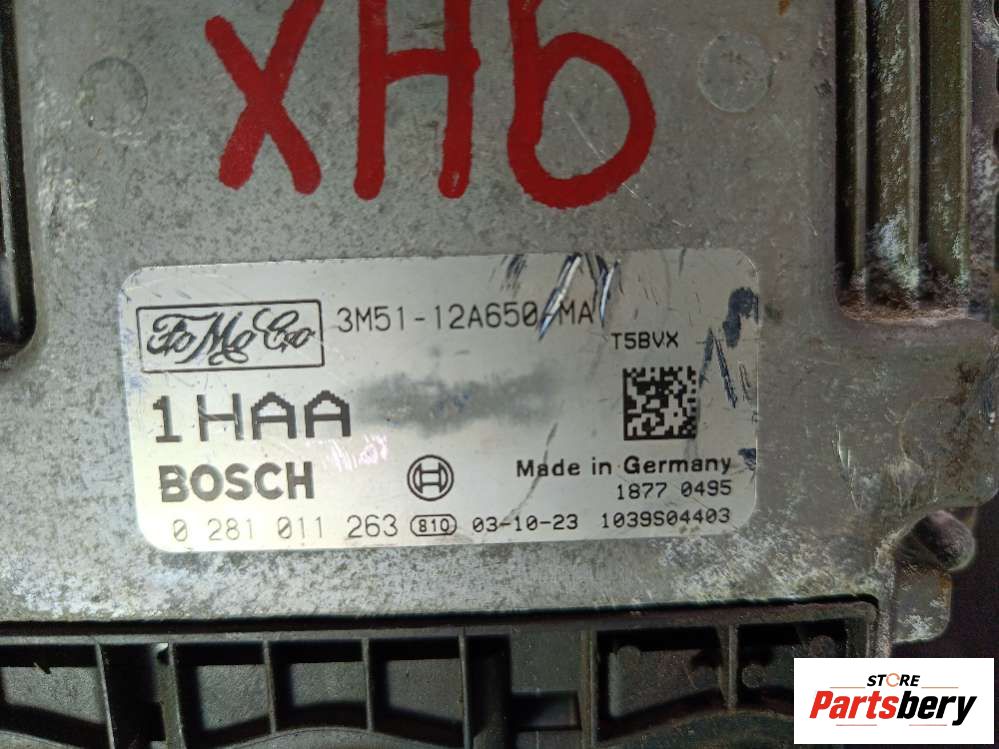 XH6
FoMoCo
3M51-12A650-MA
T5BVX
1HAA
BOSCH
Made in Germany
1877 0495
0 281 011 263 810 03-10-23 1039S04403
STORE
Partsbery